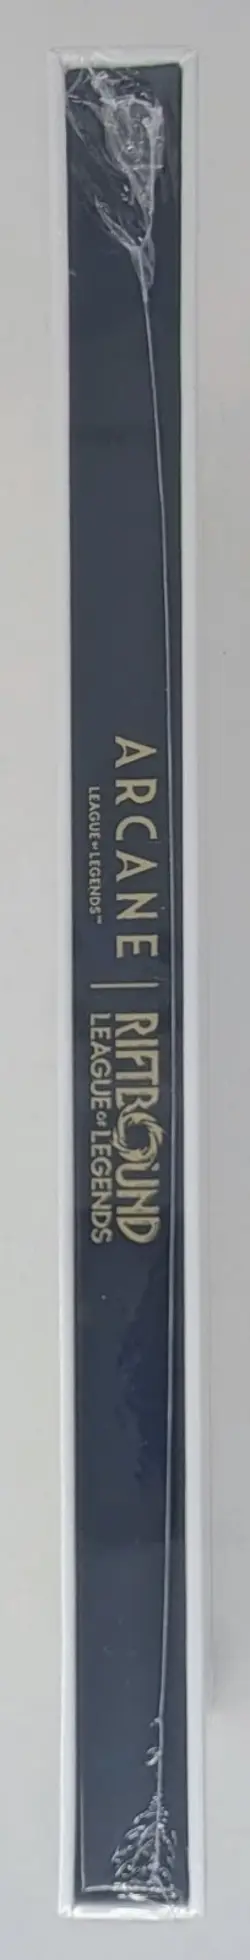 ARCANE | RIFTBOUND
LEAGUE OF LEGENDS™ LEAGUE OF LEGENDS